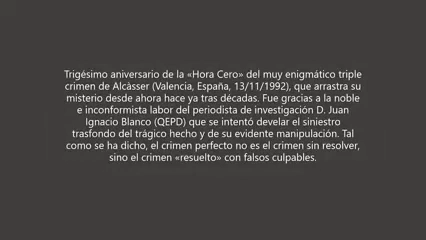 Trigésimo aniversario de la «Hora Cero» del muy enigmático triple
crimen de Alcàsser (Valencia, España, 13/11/1992), que arrastra su
misterio desde ahora hace ya tras décadas. Fue gracias a la noble
e inconformista labor del periodista de investigación D. Juan
Ignacio Blanco (QEPD) que se intentó develar el siniestro
trasfondo del trágico hecho y de su evidente manipulación. Tal
como se ha dicho, el crimen perfecto no es el crimen sin resolver,
sino el crimen «resuelto» con falsos culpables.